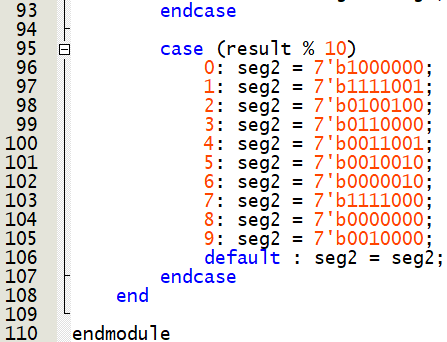 93 endcase
94
95 case (result % 10)
96 0: seg2 = 7'b1000000;
97 1: seg2 = 7'b1111001;
98 2: seg2 = 7'b0100100;
99 3: seg2 = 7'b0110000;
100 4: seg2 = 7'b0011001;
101 5: seg2 = 7'b0010010;
102 6: seg2 = 7'b0000010;
103 7: seg2 = 7'b1111000;
104 8: seg2 = 7'b0000000;
105 9: seg2 = 7'b0010000;
106 default : seg2 = seg2;
107 endcase
108 end
109
110 endmodule